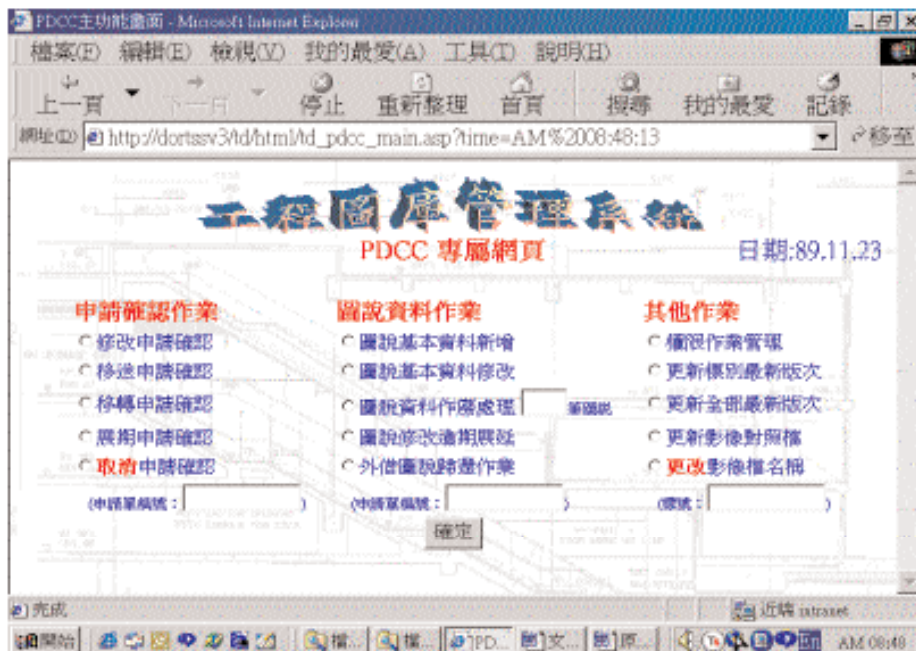 PDCC主功能畫面 - Microsoft Internet Explorer
檔案(F) 編輯(E) 檢視(V) 我的最愛(A) 工具(T) 說明(H)
上一頁 下一頁 停止 重新整理 首頁 搜尋 我的最愛 記錄
網址(D) http://dortssv3/td/html/td_pdcc_main.asp?time=AM%2008:48:13 移至
工程圖庫管理系統
PDCC 專屬網頁 日期:89.11.23
申請確認作業 圖說資料作業 其他作業
修改申請確認 圖說基本資料新增 權限作業管理
移送申請確認 圖說基本資料修改 更新標別最新版次
移轉申請確認 圖說資料作廢處理 筆圖說 更新全部最新版次
展期申請確認 圖說修改逾期展延 更新影像對照檔
取消申請確認 外借圖說歸還作業 更改影像檔名稱
(申請單編號: ) (申請單編號: ) (標號: )
確定
完成 近端 intranet
開始 檔... 檔... PD... 文... 原... AM 08:48